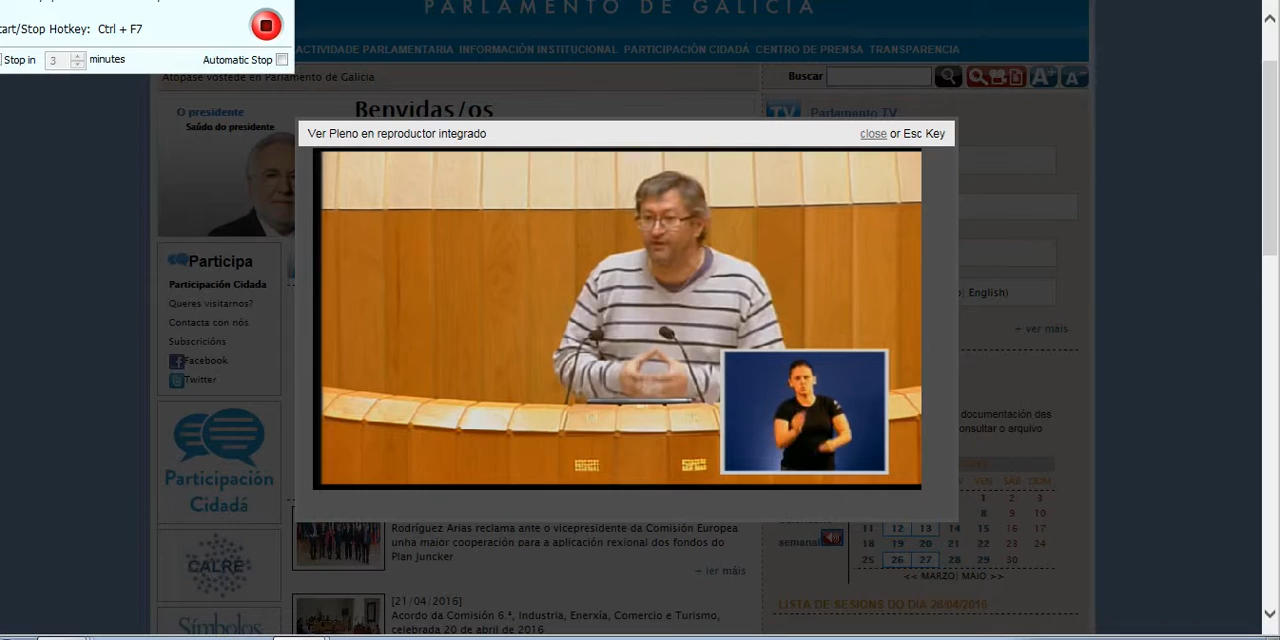 PARLAMENTO DE GALICIA
tart/Stop Hotkey: Ctrl + F7
Stop in 3 minutes Automatic Stop
ACTIVIDADE PARLAMENTARIA INFORMACIÓN INSTITUCIONAL PARTICIPACIÓN CIDADÁ CENTRO DE PRENSA TRANSPARENCIA
Atópase vostede en Parlamento de Galicia
Buscar
A+ A-
O presidente
Saúdo do presidente
Benvidas/os
TV Parlamento TV
Ver Pleno en reproductor integrado
close or Esc Key
Participa
Participación Cidadá
Queres visitarnos?
Contacta con nós
Subscricións
Facebook
Twitter
Participación
Cidadá
CALRE
Símbolos
English)
+ ver máis
documentación das
onsultar o arquivo
VEN SÁB DOM
1 2 3
8 9 10
semanal
11 12 13 14 15 16 17
18 19 20 21 22 23 24
25 26 27 28 29 30
<< MARZO| MAIO >>
LISTA DE SESIONS DO DIA 26/04/2016
Rodríguez Arias reclama ante o vicepresidente da Comisión Europea
unha maior cooperación para a aplicación rexional dos fondos do
Plan Juncker
+ ler máis
[21/04/2016]
Acordo da Comisión 6.ª, Industria, Enerxía, Comercio e Turismo,
celebrada 20 de abril de 2016